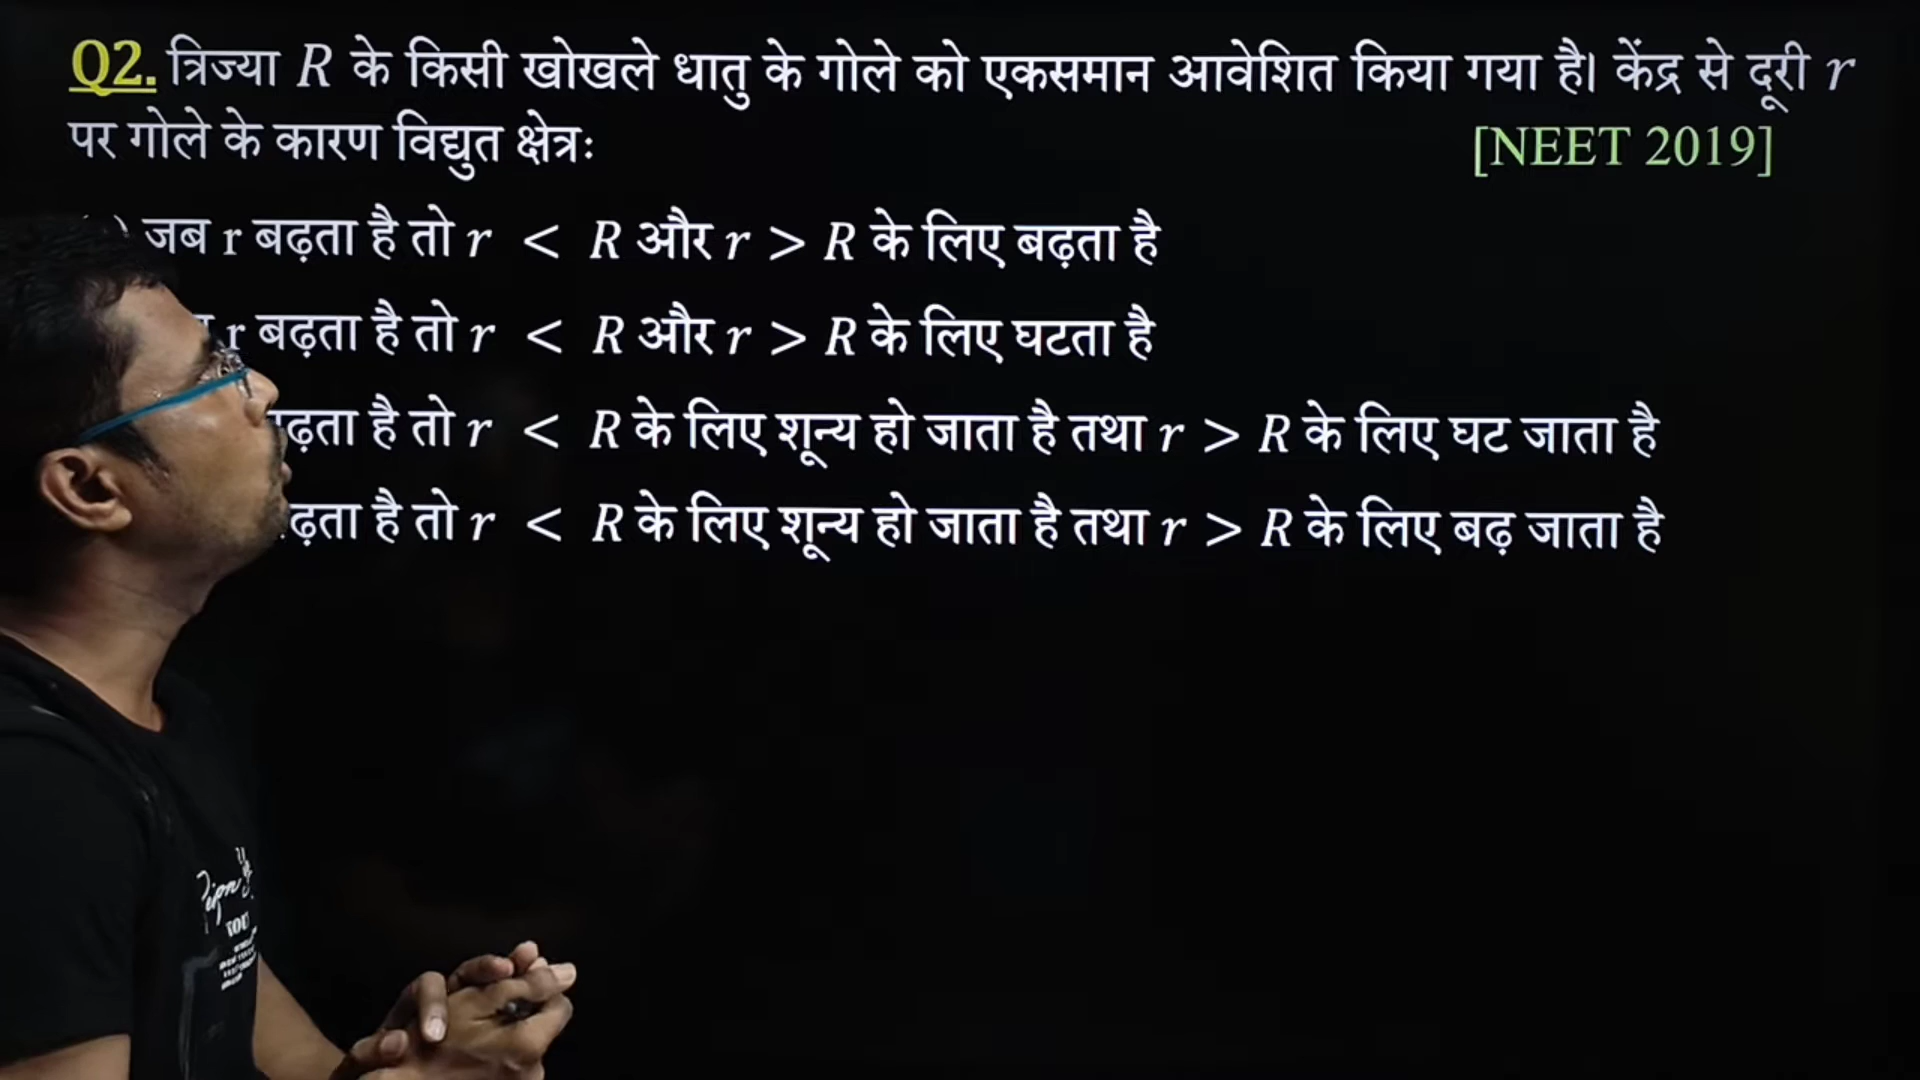 Q2. त्रिज्या R के किसी खोखले धातु के गोले को एकसमान आवेशित किया गया है। केंद्र से दूरी r
पर गोले के कारण विद्युत क्षेत्रः [NEET 2019]
जब r बढ़ता है तो r < R और r > R के लिए बढ़ता है
r बढ़ता है तो r < R और r > R के लिए घटता है
है तो r < R के लिए शून्य हो जाता है तथा r > R के लिए घट जाता है
है तो r < R के लिए शून्य हो जाता है तथा r > R के लिए बढ़ जाता है
YOU